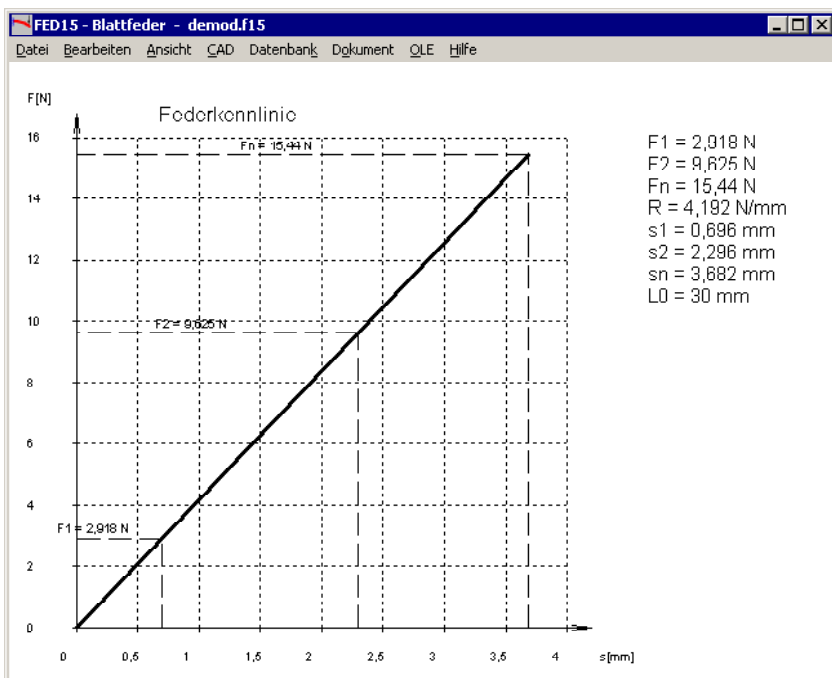 FED15 - Blattfeder - demod.f15
Datei Bearbeiten Ansicht CAD Datenbank Dokument OLE Hilfe
F[N]
Federkennlinie
16
Fn = 15,44 N
14
12
10
F2 = 9,625 N
8
6
4
F1 = 2,918 N
2
0
0 0,5 1 1,5 2 2,5 3 3,5 4 s[mm]
F1 = 2,918 N
F2 = 9,625 N
Fn = 15,44 N
R = 4,192 N/mm
s1 = 0,696 mm
s2 = 2,296 mm
sn = 3,682 mm
L0 = 30 mm